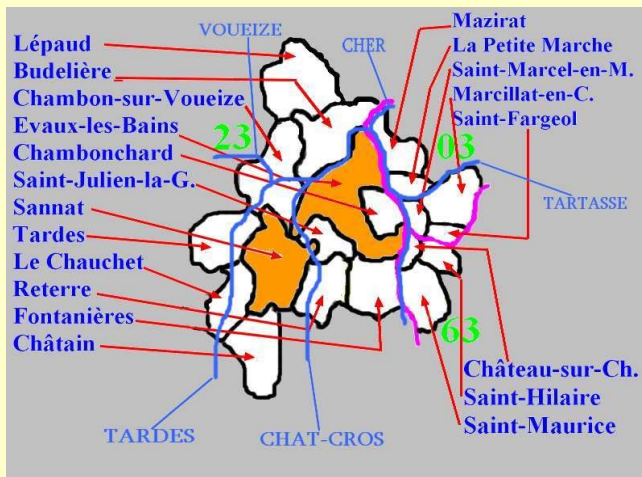 VOUEIZE
Lépaud
Budelière
Chambon-sur-Voueize
Evaux-les-Bains
Chambonchard
Saint-Julien-la-G.
Sannat
Tardes
Le Chauchet
Reterre
Fontanières
Châtain
23
CHER
Mazirat
La Petite Marche
Saint-Marcel-en-M.
Marcillat-en-C.
Saint-Fargeol
03
TARTASSE
63
Château-sur-Ch.
Saint-Hilaire
Saint-Maurice
TARDES
CHAT-CROS